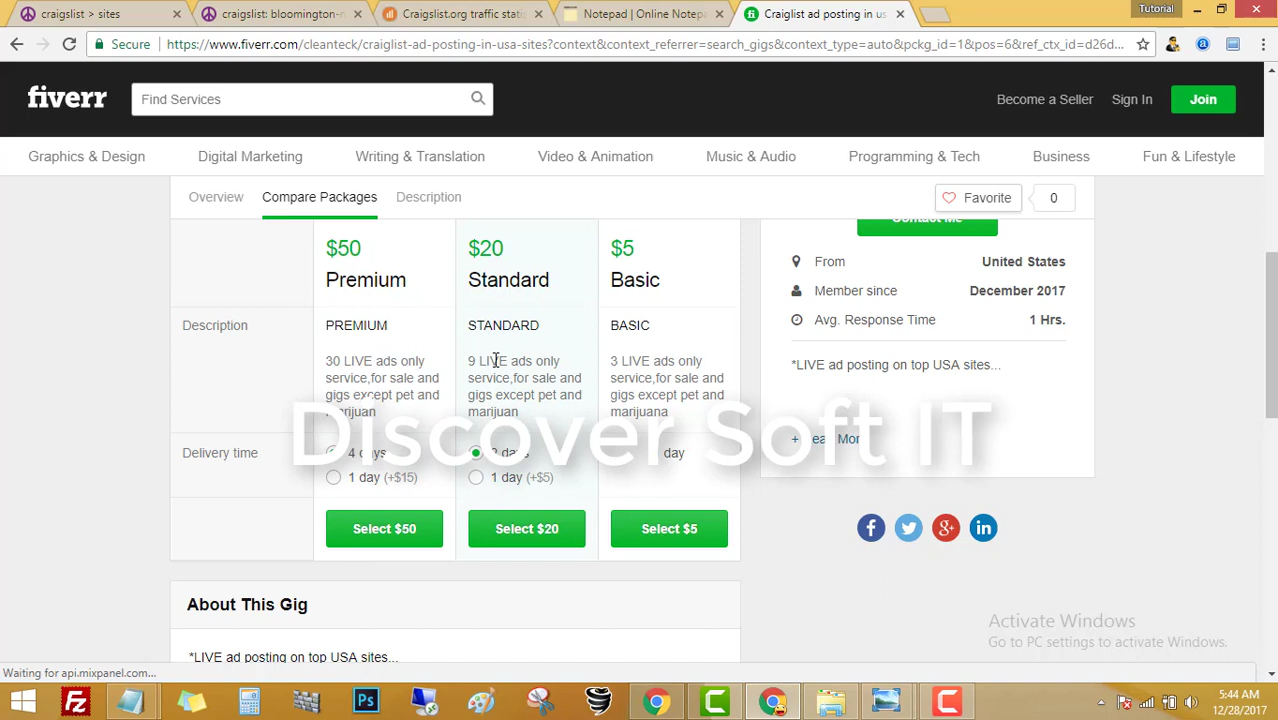 craigslist > sites
craigslist: bloomington-n
Craigslist.org traffic stati
Notepad | Online Notep
Craiglist ad posting in us
Tutorial
Secure
https://www.fiverr.com/cleanteck/craiglist-ad-posting-in-usa-sites?context&context_referrer=search_gigs&context_type=auto&pckg_id=1&pos=6&ref_ctx_id=d26d...
fiverr
Find Services
Become a Seller
Sign In
Join
Graphics & Design
Digital Marketing
Writing & Translation
Video & Animation
Music & Audio
Programming & Tech
Business
Fun & Lifestyle
Overview
Compare Packages
Description
Favorite
0
$50
Premium
$20
Standard
$5
Basic
Description
PREMIUM
30 LIVE ads only
service,for sale and
gigs except pet and
marijuan
STANDARD
9 LIVE ads only
service,for sale and
gigs except pet and
marijuan
BASIC
3 LIVE ads only
service,for sale and
gigs except pet and
marijuana
Delivery time
4 days
1 day (+$15)
days
1 day (+$5)
day
Select $50
Select $20
Select $5
Contact Me
From
United States
Member since
December 2017
Avg. Response Time
1 Hrs.
*LIVE ad posting on top USA sites...
+ Read More
Discover Soft IT
About This Gig
*LIVE ad posting on top USA sites...
Activate Windows
Go to PC settings to activate Windows.
Waiting for api.mixpanel.com...
5:44 AM
12/28/2017